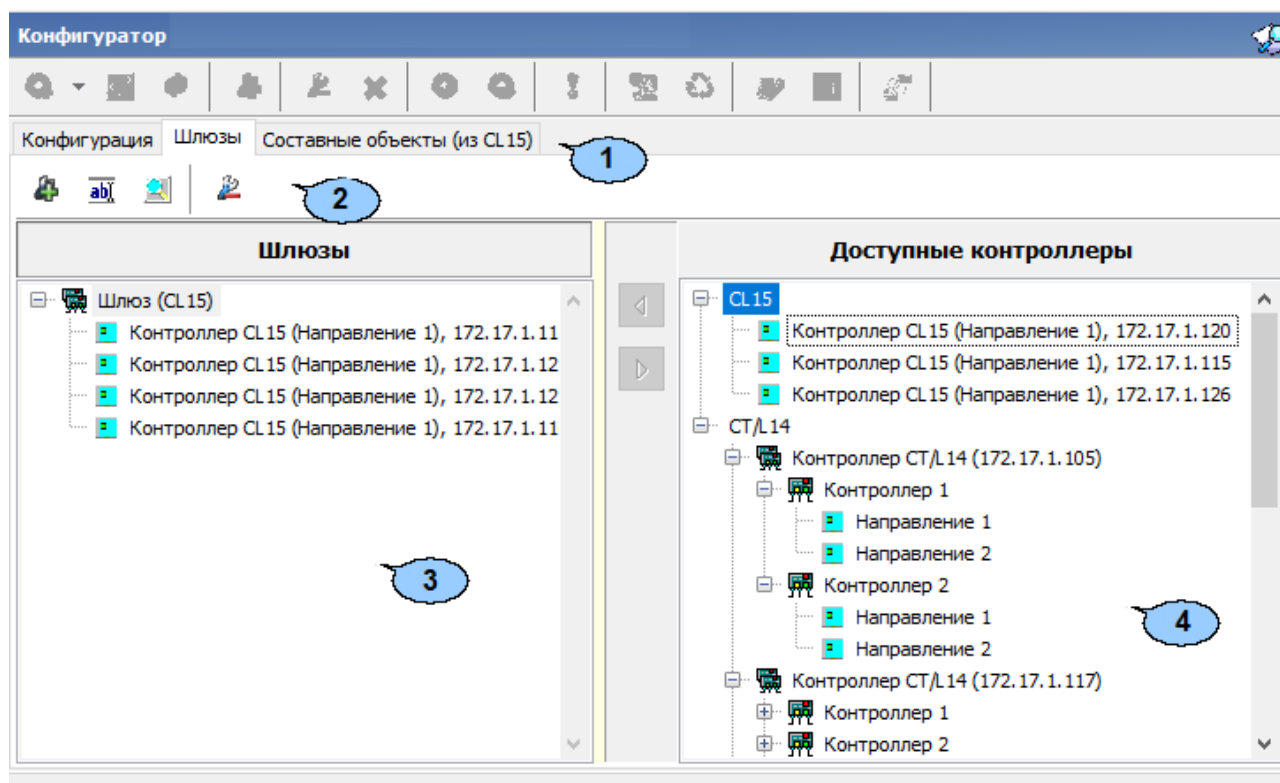 Конфигуратор
Конфигурация Шлюзы Составные объекты (из CL15)
1
ab
2
Шлюзы
Доступные контроллеры
Шлюз (CL15)
Контроллер CL15 (Направление 1), 172.17.1.11
Контроллер CL15 (Направление 1), 172.17.1.12
Контроллер CL15 (Направление 1), 172.17.1.12
Контроллер CL15 (Направление 1), 172.17.1.11
3
CL15
Контроллер CL15 (Направление 1), 172.17.1.120
Контроллер CL15 (Направление 1), 172.17.1.115
Контроллер CL15 (Направление 1), 172.17.1.126
CT/L14
Контроллер CT/L14 (172.17.1.105)
Контроллер 1
Направление 1
Направление 2
Контроллер 2
Направление 1
Направление 2
4
Контроллер CT/L14 (172.17.1.117)
Контроллер 1
Контроллер 2